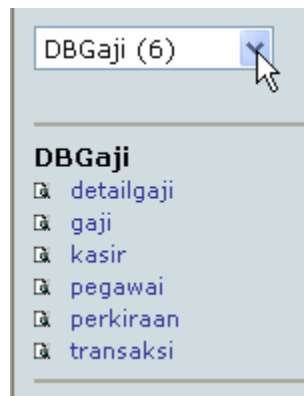 DBGaji (6)
DBGaji
detailgaji
gaji
kasir
pegawai
perkiraan
transaksi